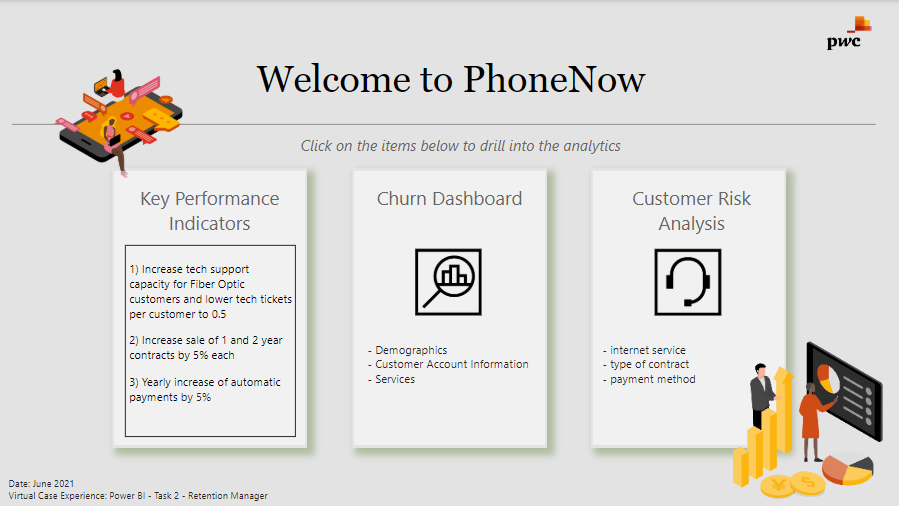 pwc
Welcome to PhoneNow
Click on the items below to drill into the analytics
Key Performance
Indicators
1) Increase tech support
capacity for Fiber Optic
customers and lower tech tickets
per customer to 0.5
2) Increase sale of 1 and 2 year
contracts by 5% each
3) Yearly increase of automatic
payments by 5%
Churn Dashboard
- Demographics
- Customer Account Information
- Services
Customer Risk
Analysis
- internet service
- type of contract
- payment method
¥
$
Date: June 2021
Virtual Case Experience: Power BI - Task 2 - Retention Manager